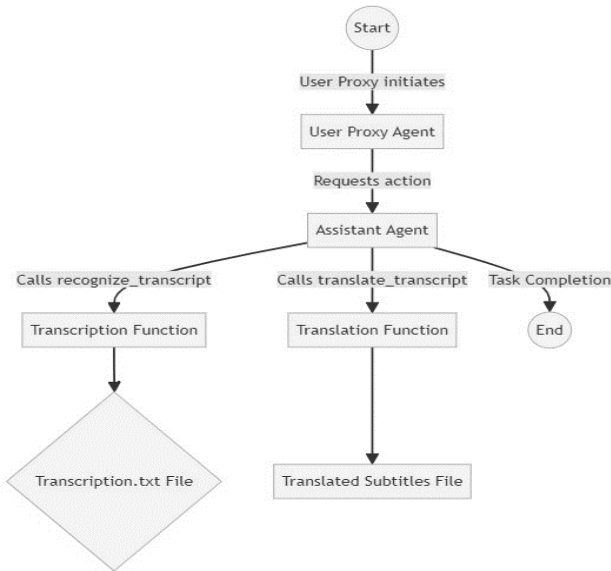 Start
User Proxy initiates
User Proxy Agent
Requests action
Assistant Agent
Calls recognize_transcript
Calls translate_transcript
Task Completion
Transcription Function
Translation Function
End
Transcription.txt File
Translated Subtitles File